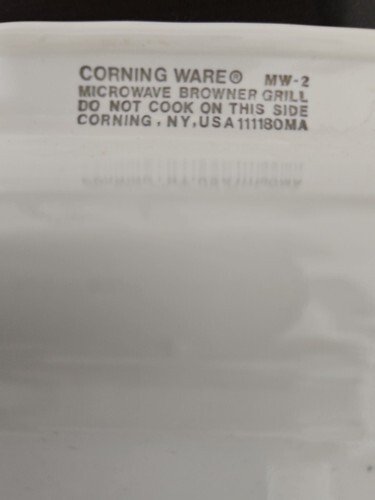 CORNING WARE® MW-2
MICROWAVE BROWNER GRILL
DO NOT COOK ON THIS SIDE
CORNING, NY, USA 111180MA